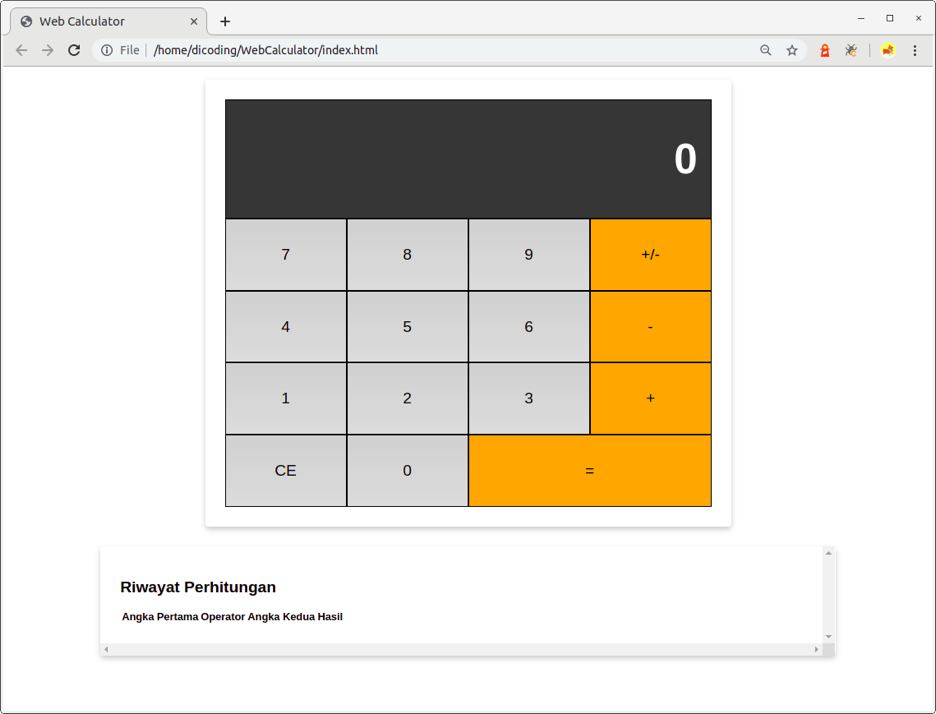 Web Calculator
File /home/dicoding/WebCalculator/index.html
0
7 8 9 +/-
4 5 6 -
1 2 3 +
CE 0 =
Riwayat Perhitungan
Angka Pertama Operator Angka Kedua Hasil